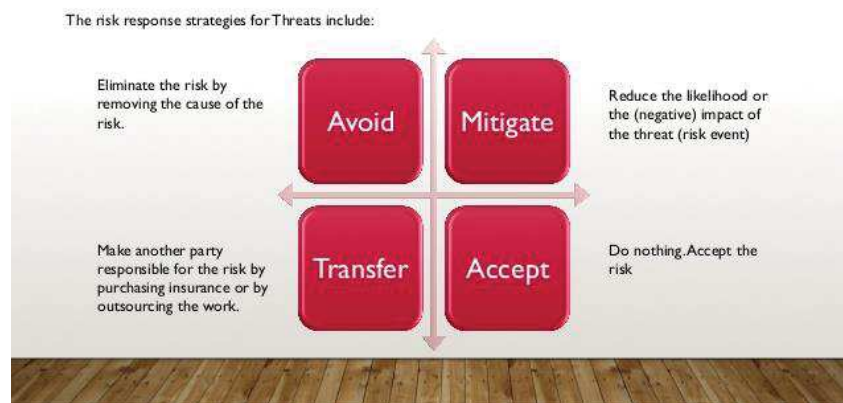 The risk response strategies for Threats include:
Eliminate the risk by
removing the cause of the
risk.
Avoid
Mitigate
Reduce the likelihood or
the (negative) impact of
the threat (risk event)
Make another party
responsible for the risk by
purchasing insurance or by
outsourcing the work.
Transfer
Accept
Do nothing. Accept the
risk